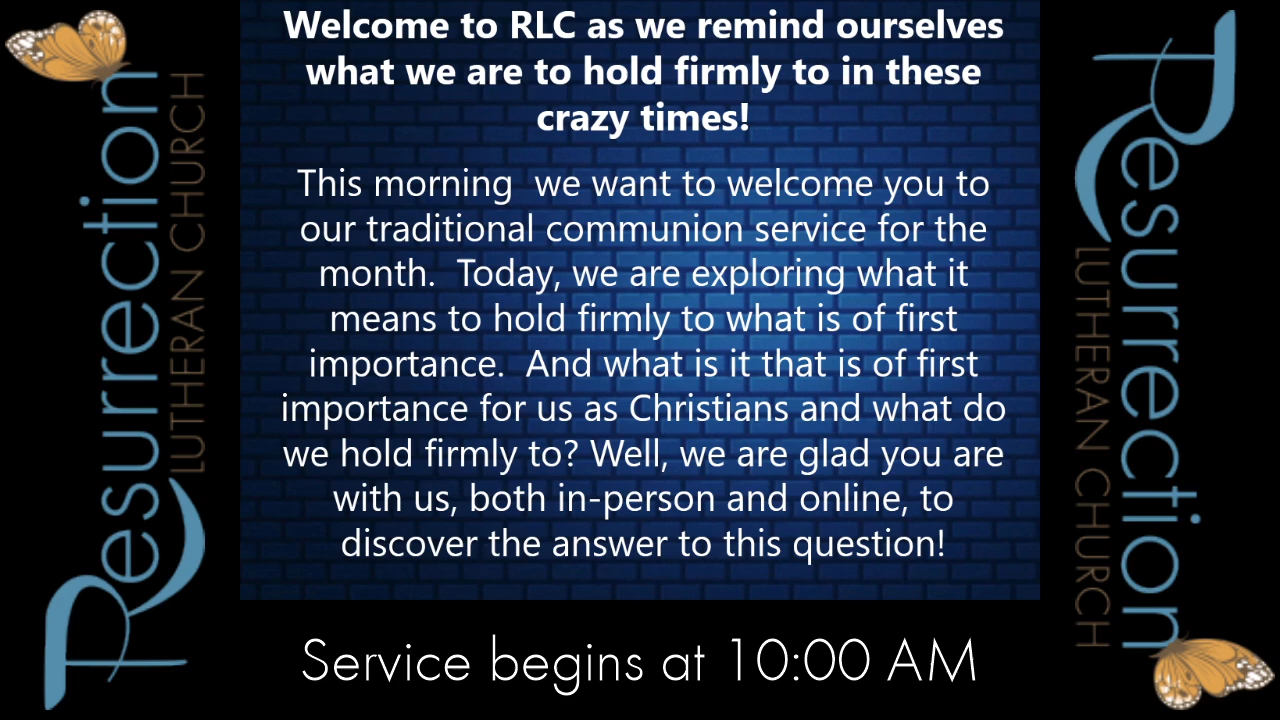 Resurrection
LUTHERAN CHURCH
Welcome to RLC as we remind ourselves
what we are to hold firmly to in these
crazy times!
This morning  we want to welcome you to
our traditional communion service for the
month.  Today, we are exploring what it
means to hold firmly to what is of first
importance.  And what is it that is of first
importance for us as Christians and what do
we hold firmly to? Well, we are glad you are
with us, both in-person and online, to
discover the answer to this question!
Service begins at 10:00 AM
Resurrection
LUTHERAN CHURCH